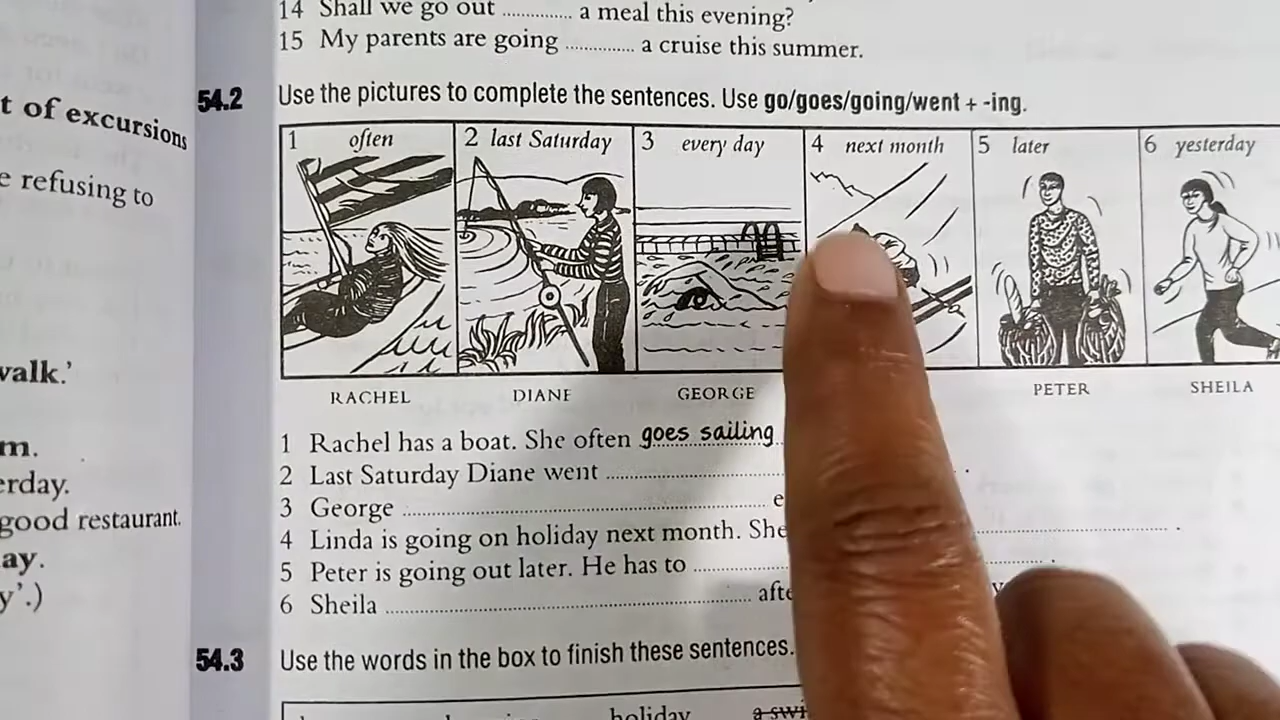 14 Shall we go out .............. a meal this evening?
15 My parents are going .............. a cruise this summer.
t of excursions
e refusing to
walk.'
m.
erday.
good restaurant.
ay.
y'.)
54.2 Use the pictures to complete the sentences. Use go/goes/going/went + -ing.
1 often
2 last Saturday
3 every day
4 next month
5 later
6 yesterday
RACHEL
DIANE
GEORGE
PETER
SHEILA
1 Rachel has a boat. She often goes sailing
2 Last Saturday Diane went ..............
3 George .............. e
4 Linda is going on holiday next month. She .............. .
5 Peter is going out later. He has to .............. .
6 Sheila .............. afte
54.3 Use the words in the box to finish these sentences.
holiday a swi